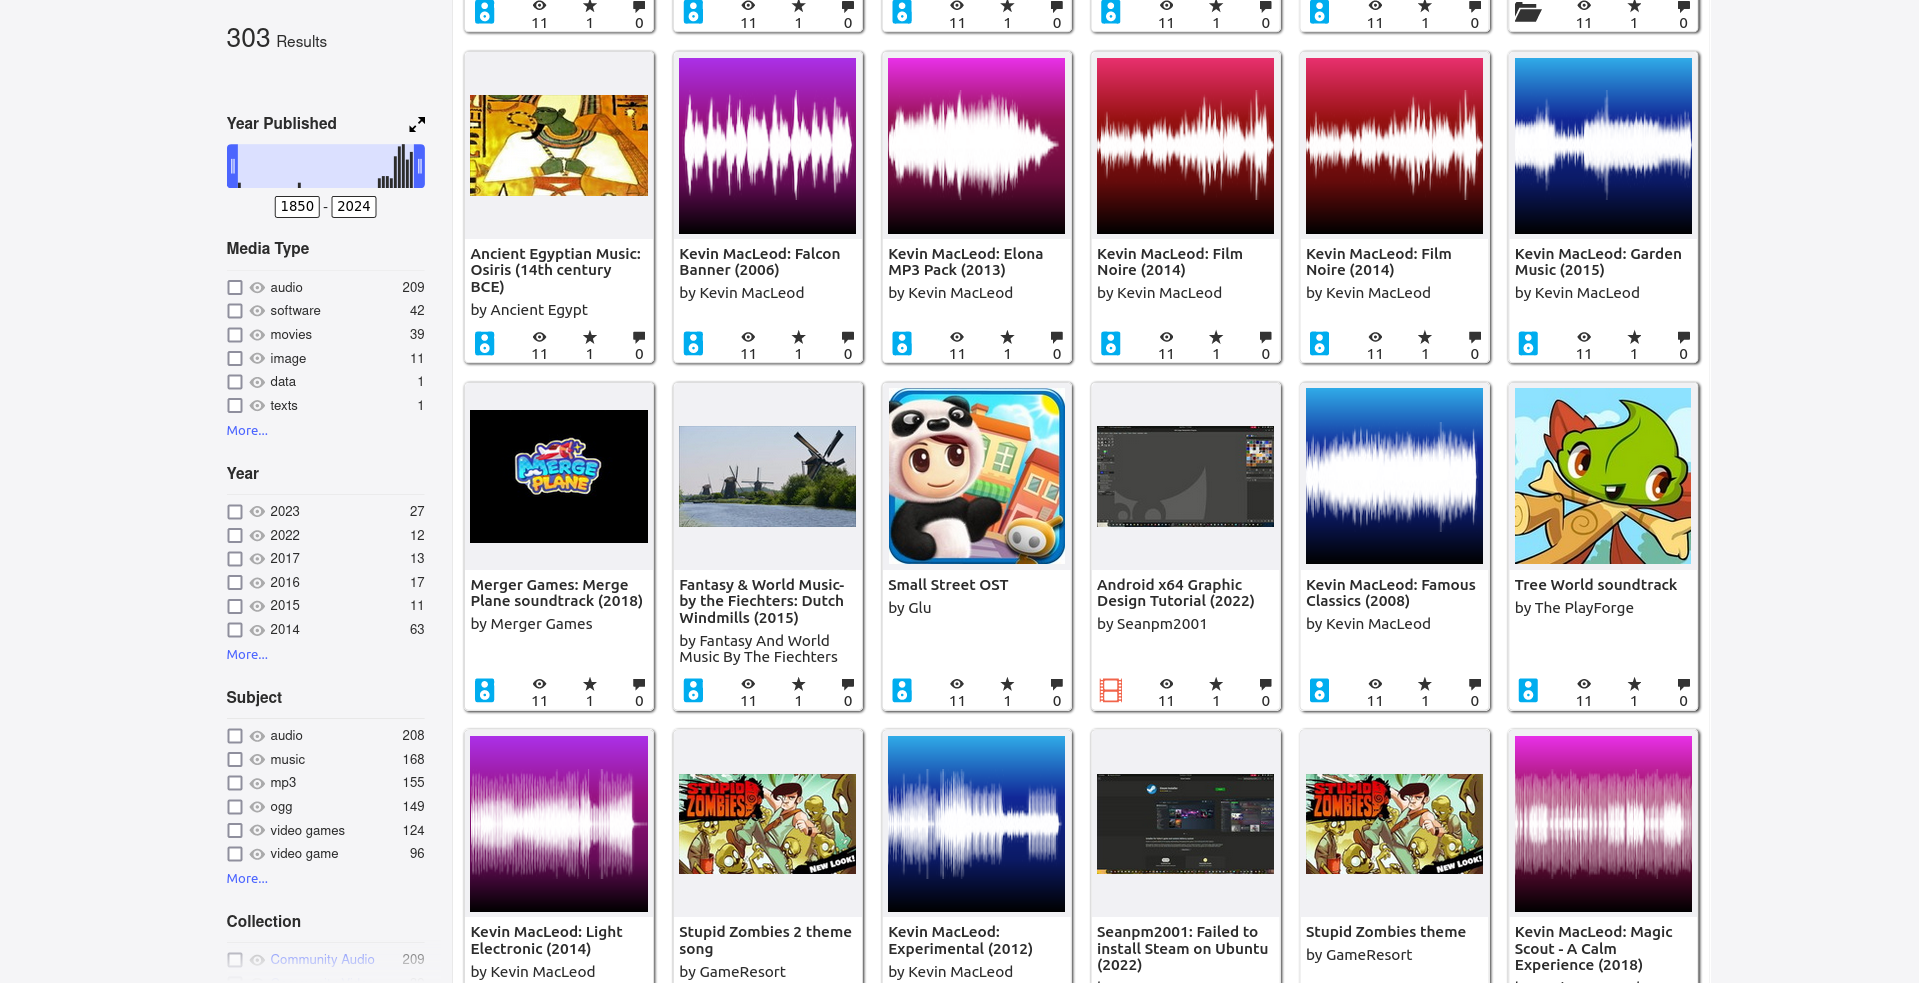 11 1 0
11 1 0
11 1 0
11 1 0
11 1 0
11 1 0
303 Results
Year Published
1850 - 2024
Media Type
audio 209
software 42
movies 39
image 11
data 1
texts 1
More...
Year
2023 27
2022 12
2017 13
2016 17
2015 11
2014 63
More...
Subject
audio 208
music 168
mp3 155
ogg 149
video games 124
video game 96
More...
Collection
Community Audio 209
Ancient Egyptian Music:
Osiris (14th century
BCE)
by Ancient Egypt
11 1 0
Kevin MacLeod: Falcon
Banner (2006)
by Kevin MacLeod
11 1 0
Kevin MacLeod: Elona
MP3 Pack (2013)
by Kevin MacLeod
11 1 0
Kevin MacLeod: Film
Noire (2014)
by Kevin MacLeod
11 1 0
Kevin MacLeod: Film
Noire (2014)
by Kevin MacLeod
11 1 0
Kevin MacLeod: Garden
Music (2015)
by Kevin MacLeod
11 1 0
MERGE
PLANE
Merger Games: Merge
Plane soundtrack (2018)
by Merger Games
11 1 0
Fantasy & World Music-
by the Fiechters: Dutch
Windmills (2015)
by Fantasy And World
Music By The Fiechters
11 1 0
Small Street OST
by Glu
11 1 0
Android x64 Graphic
Design Tutorial (2022)
by Seanpm2001
11 1 0
Kevin MacLeod: Famous
Classics (2008)
by Kevin MacLeod
11 1 0
Tree World soundtrack
by The PlayForge
11 1 0
Kevin MacLeod: Light
Electronic (2014)
by Kevin MacLeod
STUPID
ZOMBIES
NEW LOOK!
Stupid Zombies 2 theme
song
by GameResort
Kevin MacLeod:
Experimental (2012)
by Kevin MacLeod
Seanpm2001: Failed to
install Steam on Ubuntu
(2022)
STUPID
ZOMBIES
NEW LOOK!
Stupid Zombies theme
by GameResort
Kevin MacLeod: Magic
Scout - A Calm
Experience (2018)